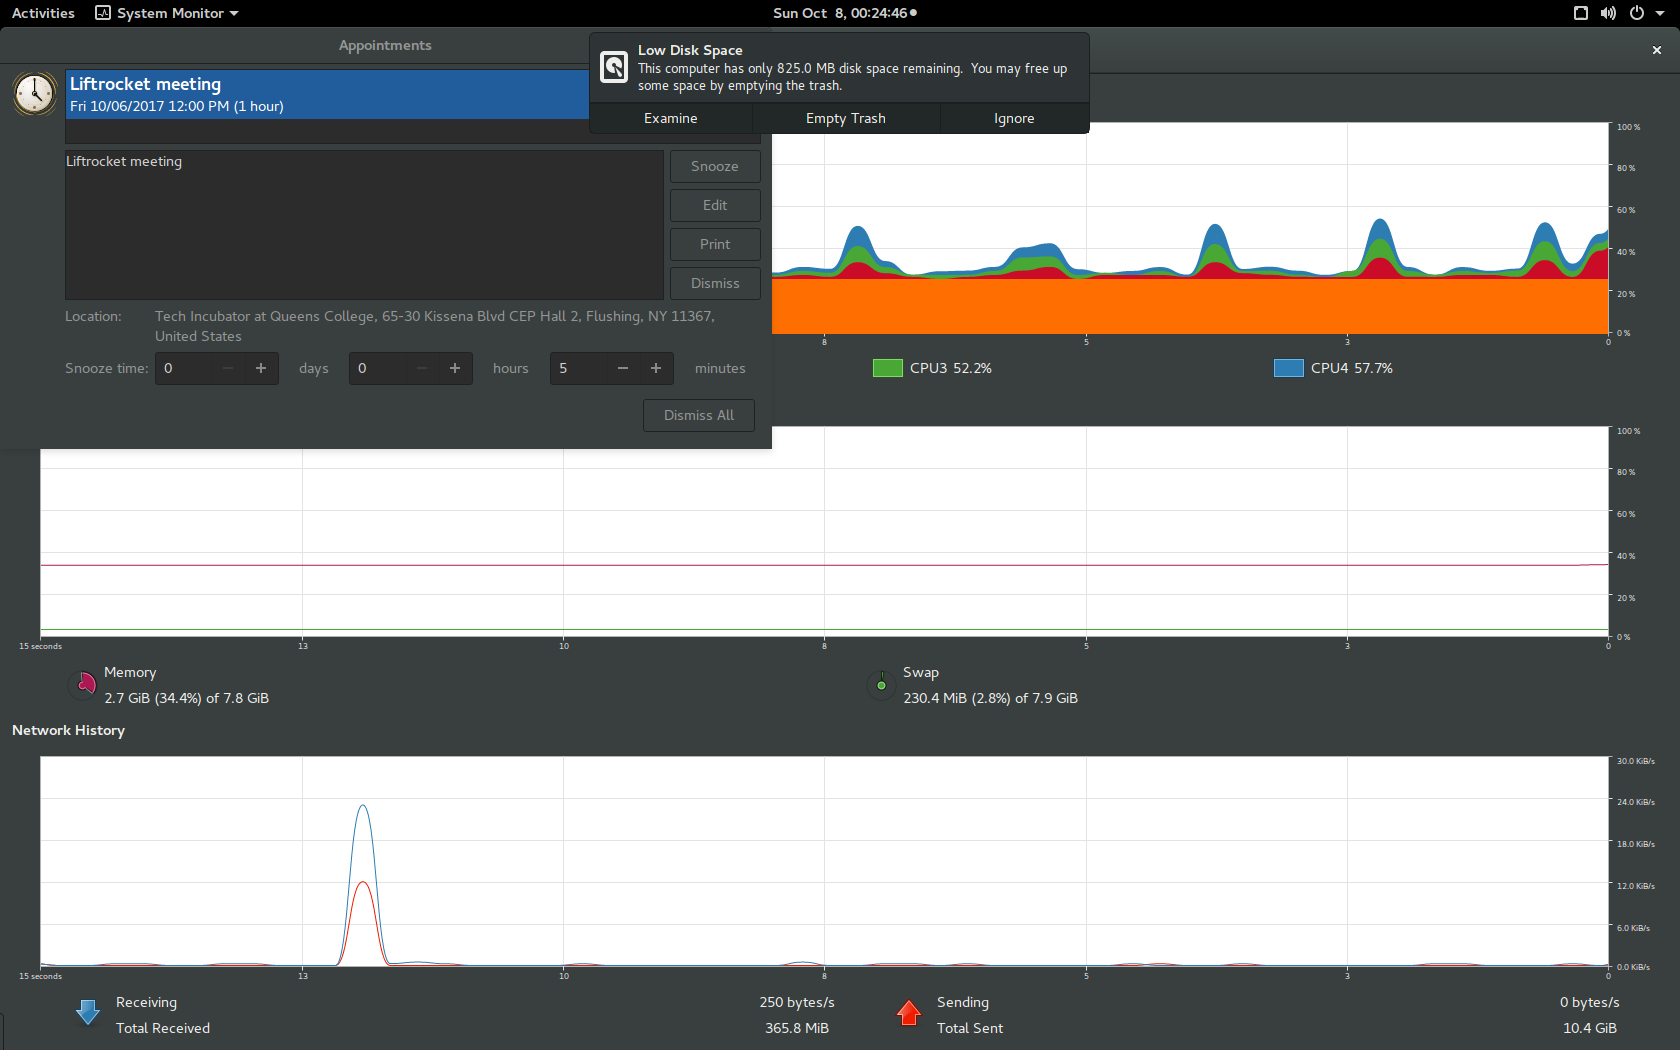 Activities
System Monitor
Sun Oct 8, 00:24:46
Appointments
Low Disk Space
This computer has only 825.0 MB disk space remaining. You may free up
some space by emptying the trash.
Examine
Empty Trash
Ignore
Liftrocket meeting
Fri 10/06/2017 12:00 PM (1 hour)
Liftrocket meeting
Snooze
Edit
Print
Dismiss
Location:
Tech Incubator at Queens College, 65-30 Kissena Blvd CEP Hall 2, Flushing, NY 11367,
United States
Snooze time:
0
days
0
hours
5
minutes
Dismiss All
100 %
80 %
60 %
40 %
20 %
0 %
8
5
3
0
CPU3 52.2%
CPU4 57.7%
100 %
80 %
60 %
40 %
20 %
0 %
15 seconds
13
10
8
5
3
0
Memory
2.7 GiB (34.4%) of 7.8 GiB
Swap
230.4 MiB (2.8%) of 7.9 GiB
Network History
30.0 KiB/s
24.0 KiB/s
18.0 KiB/s
12.0 KiB/s
6.0 KiB/s
0.0 KiB/s
15 seconds
13
10
8
5
3
0
Receiving
250 bytes/s
Total Received
365.8 MiB
Sending
0 bytes/s
Total Sent
10.4 GiB